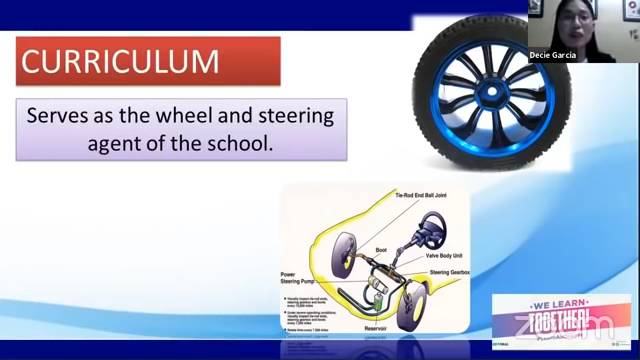 CURRICULUM
Decie Garcia
Serves as the wheel and steering
agent of the school.
Tie-Rod End Ball Joint
Boot
Valve Body Unit
Steering Gearbox
Power
Steering Pump
Reservoir
WE LEARN
TOGETHER!
zoom